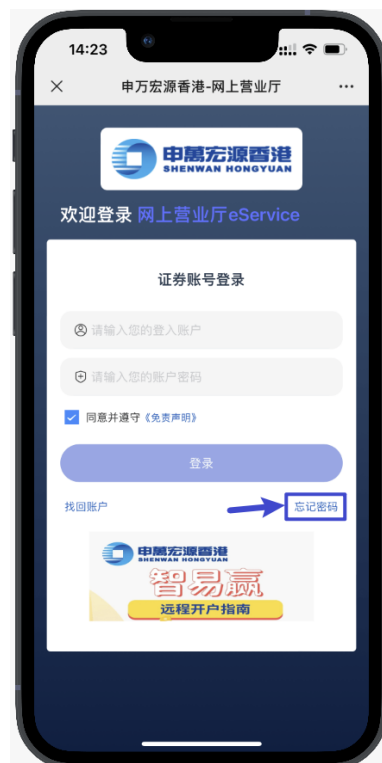 14:23
申万宏源香港-网上营业厅
申萬宏源香港
SHENWAN HONGYUAN
欢迎登录 网上营业厅eService
证券账号登录
请输入您的登入账户
请输入您的账户密码
同意并遵守《免责声明》
登录
找回账户
忘记密码
申萬宏源香港
SHENWAN HONGYUAN
智易赢
远程开户指南